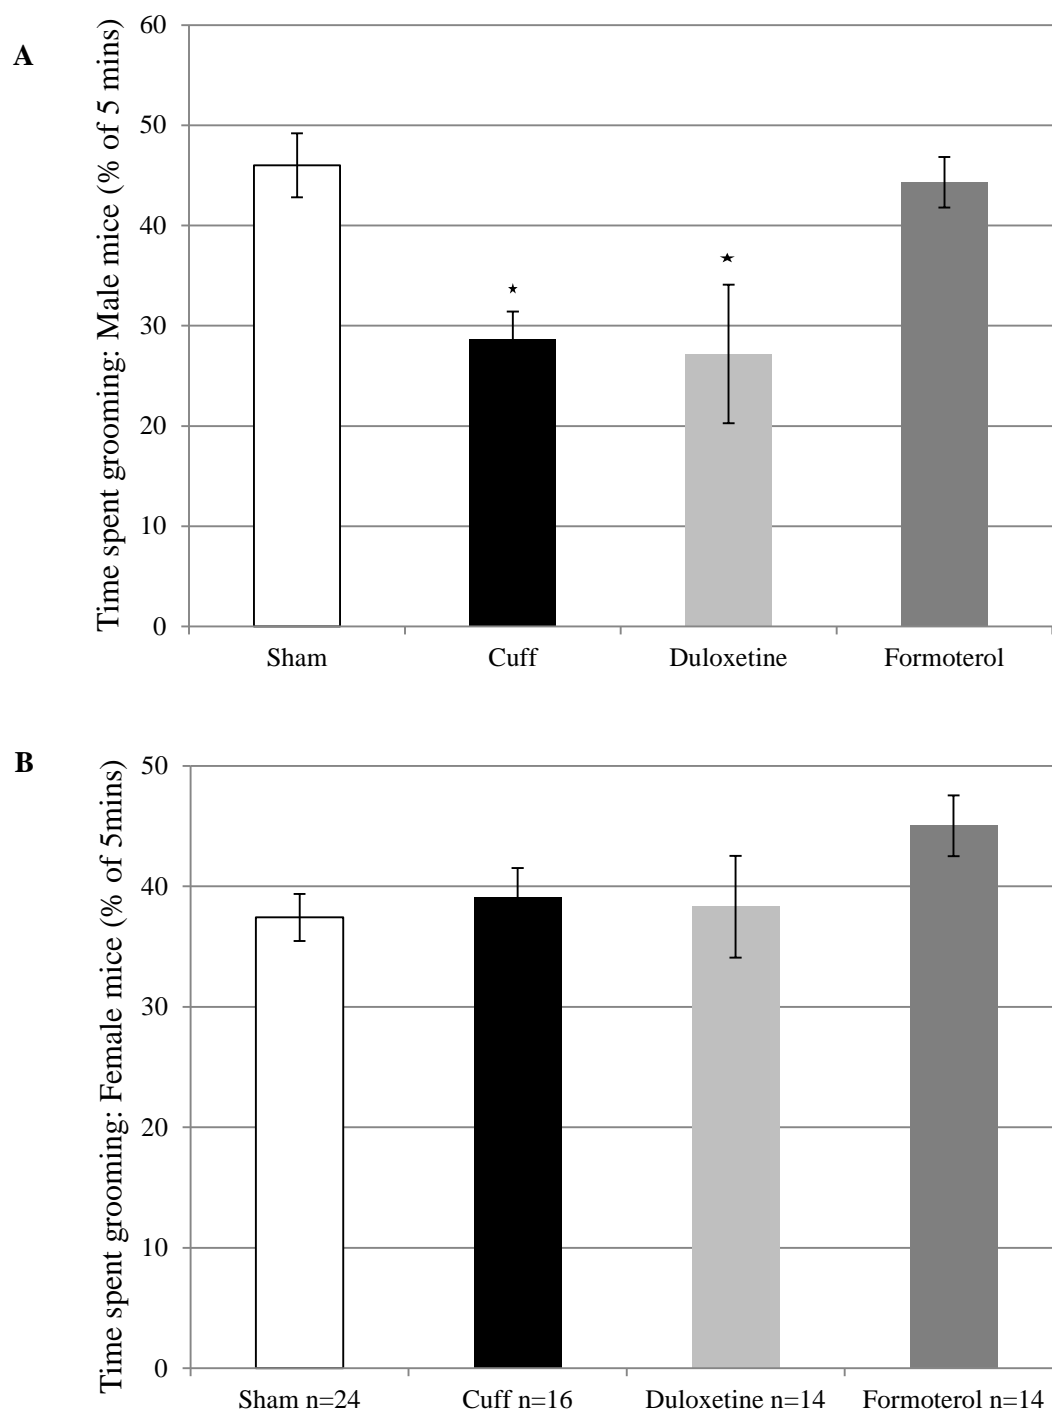 A
Time spent grooming: Male mice (% of 5 mins)
60
50
40
30
20
10
0
Sham Cuff Duloxetine Formoterol
B
Time spent grooming: Female mice (% of 5mins)
50
40
30
20
10
0
Sham n=24 Cuff n=16 Duloxetine n=14 Formoterol n=14